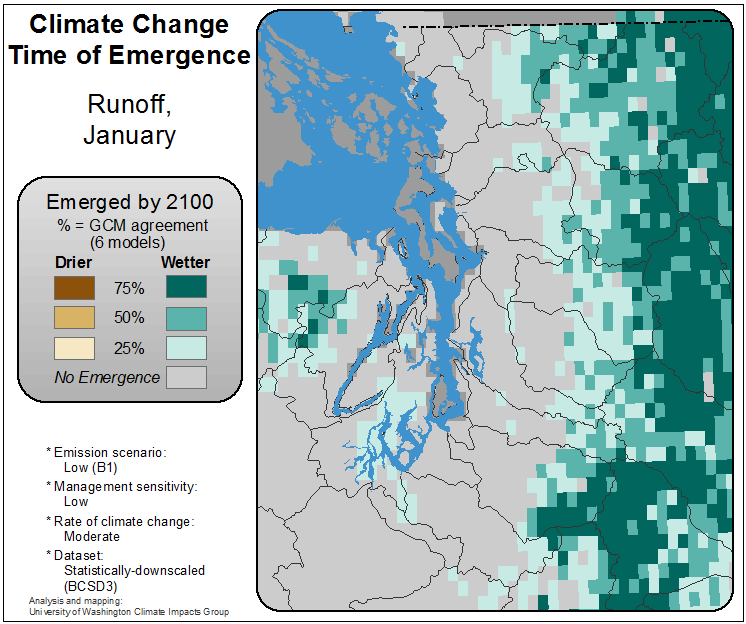 Climate Change
Time of Emergence
Runoff,
January
Emerged by 2100
% = GCM agreement
(6 models)
Drier Wetter
75%
50%
25%
No Emergence
* Emission scenario:
Low (B1)
* Management sensitivity:
Low
* Rate of climate change:
Moderate
* Dataset:
Statistically-downscaled
(BCSD3)
Analysis and mapping:
University of Washington Climate Impacts Group